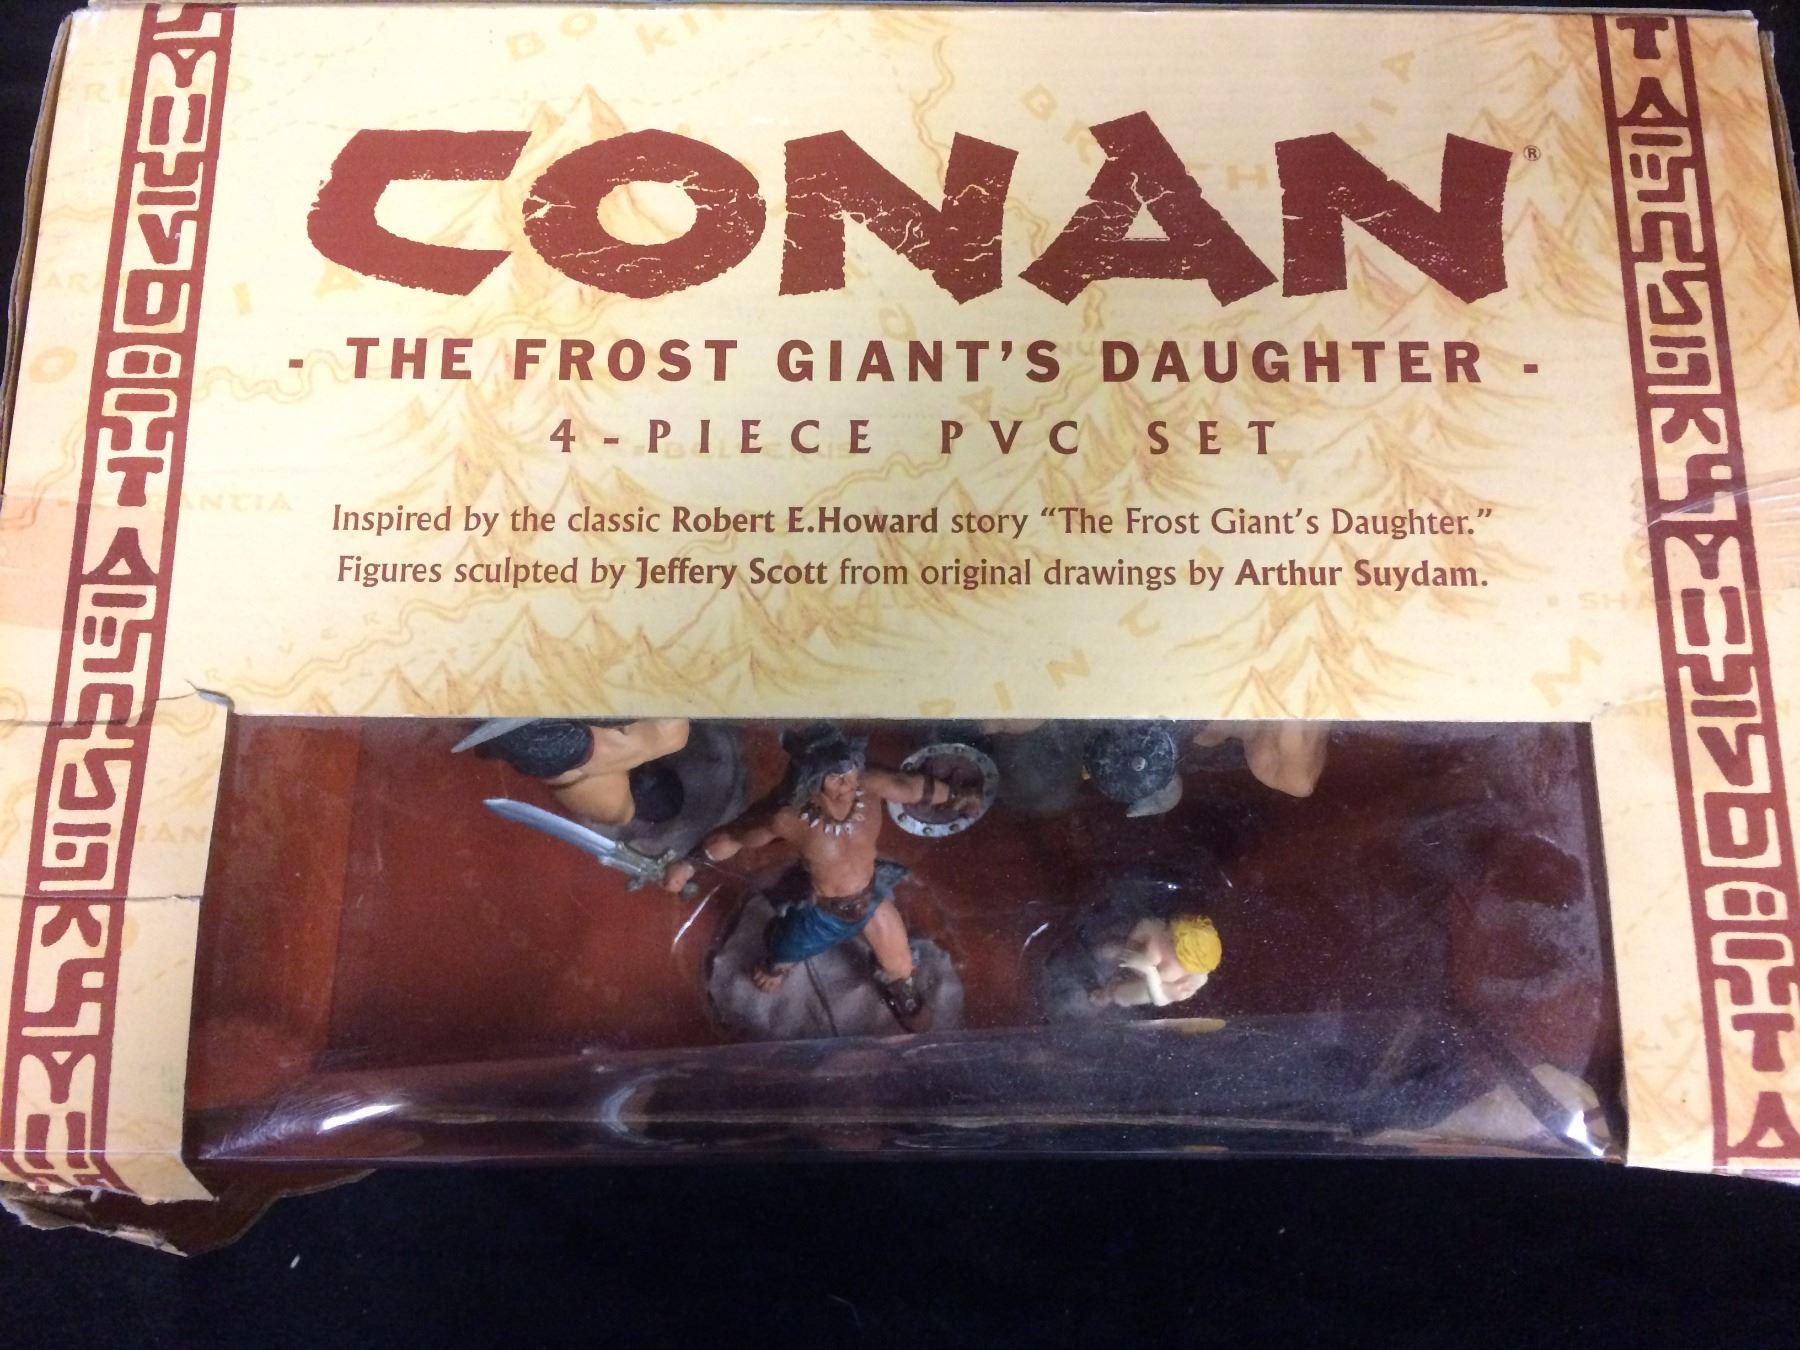 CONAN®
- THE FROST GIANT'S DAUGHTER -
4-PIECE PVC SET
Inspired by the classic Robert E.Howard story “The Frost Giant's Daughter.”
Figures sculpted by Jeffery Scott from original drawings by Arthur Suydam.